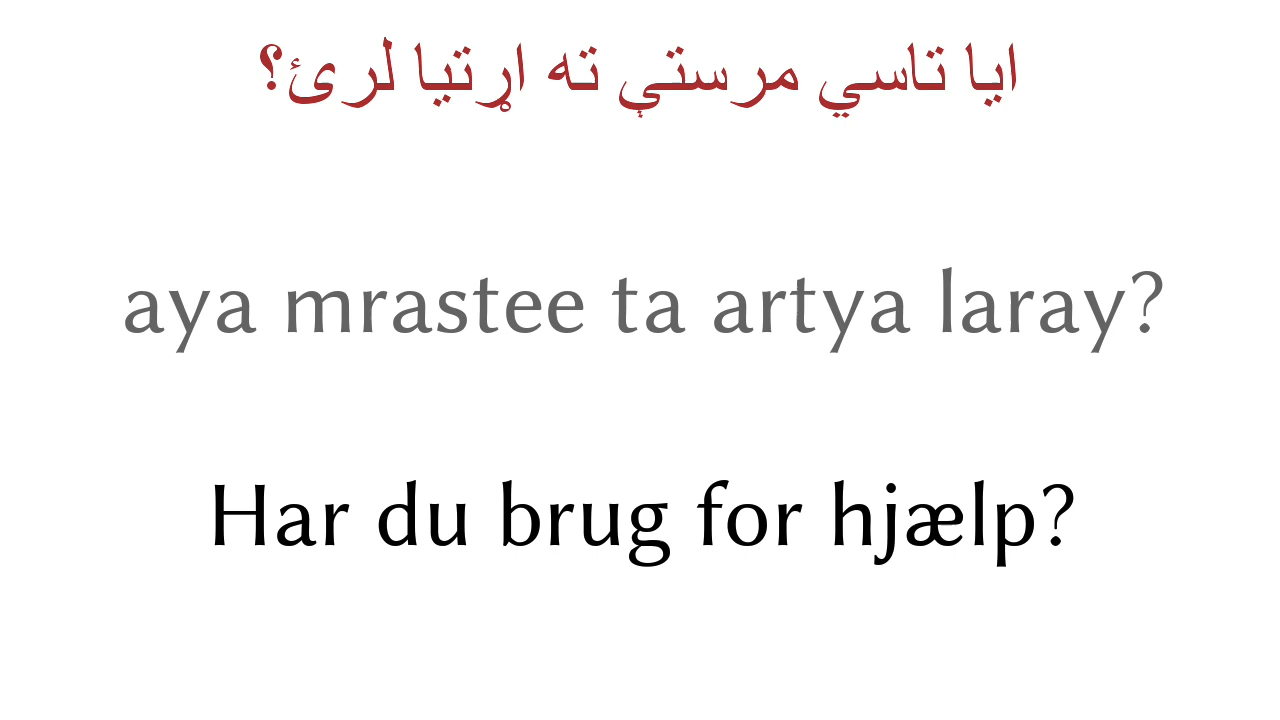 ايا تاسي مرستې ته اړتيا لرئ؟
aya mrastee ta artya laray?
Har du brug for hjælp?